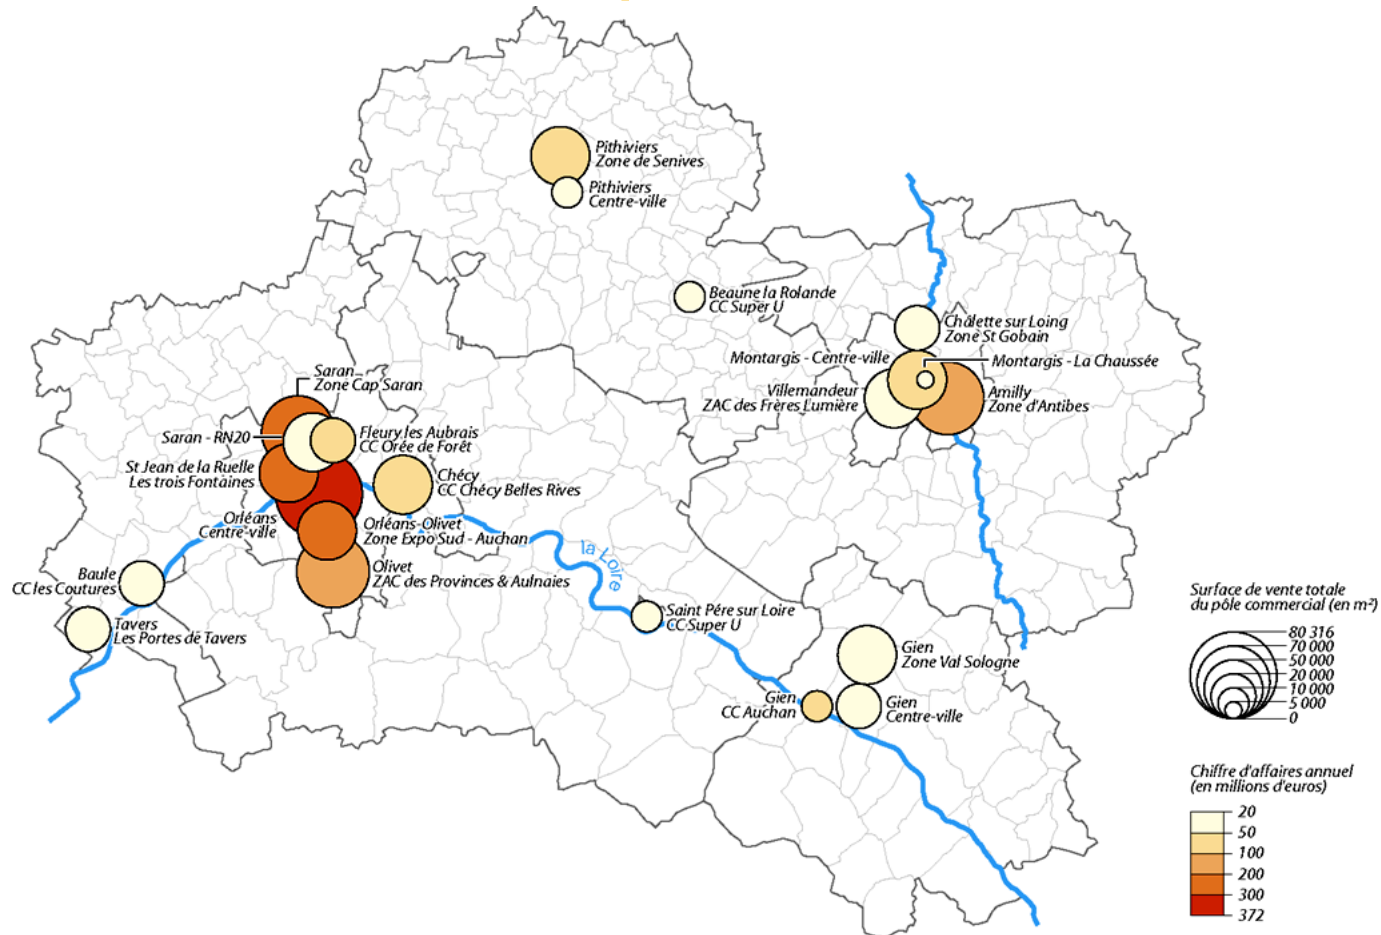 Pithiviers
Zone de Senives
Pithiviers
Centre-ville
Beaune la Rolande
CC Super U
Châlette sur Loing
Zone St Gobain
Montargis - Centre-ville
Montargis - La Chaussée
Villemandeur
ZAC des Frères Lumière
Amilly
Zone d'Antibes
Saran
Zone Cap Saran
Saran - RN20
Fleury les Aubrais
CC Orée de Forêt
St Jean de la Ruelle
Les trois Fontaines
Chécy
CC Chécy Belles Rives
Orléans
Centre-ville
Orléans-Olivet
Zone Expo Sud - Auchan
Olivet
ZAC des Provinces & Aulnaies
la Loire
Baule
CC les Coutures
Tavers
Les Portes de Tavers
Saint Pére sur Loire
CC Super U
Gien
Zone Val Sologne
Gien
CC Auchan
Gien
Centre-ville
Surface de vente totale
du pôle commercial (en m²)
80 316
70 000
50 000
20 000
10 000
5 000
0
Chiffre d'affaires annuel
(en millions d'euros)
20
50
100
200
300
372